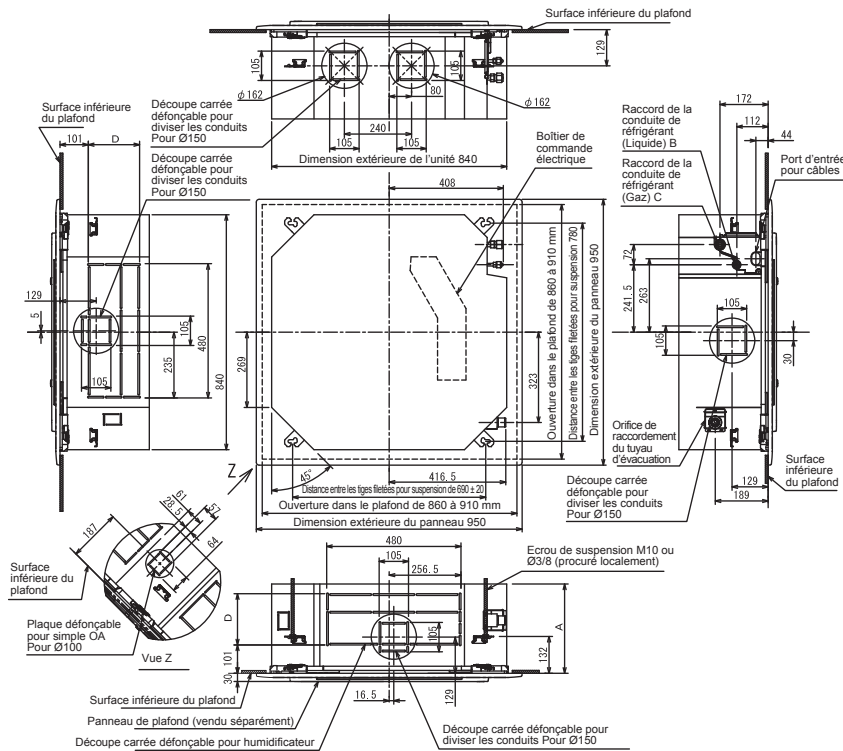 Surface inférieure du plafond
129
105
105
φ162
φ162
80
240
105
105
Dimension extérieure de l'unité 840
Surface inférieure
du plafond
101
D
Découpe carrée
défonçable pour
diviser les conduits
Pour Ø150
Découpe carrée
défonçable pour
diviser les conduits
Pour Ø150
Boîtier de
commande
électrique
408
172
112
44
Raccord de la
conduite de
réfrigérant
(Liquide) B
Raccord de la
conduite de
réfrigérant
(Gaz) C
Port d'entrée
pour câbles
129
5
105
105
235
480
840
269
323
Ouverture dans le plafond de 860 à 910 mm
Distance entre les tiges filetées pour suspension 780
Dimension extérieure du panneau 950
72
241.5
263
105
105
30
Orifice de
raccordement
du tuyau
d'évacuation
129
189
Surface
inférieure
du plafond
Découpe carrée
défonçable pour
diviser les conduits
Pour Ø150
Z
45°
416.5
Distance entre les tiges filetées pour suspension de 690 ± 20
Ouverture dans le plafond de 860 à 910 mm
Dimension extérieure du panneau 950
187
61
28.5
57
64
Surface
inférieure du
plafond
Plaque défonçable
pour simple OA
Pour Ø100
Vue Z
480
105
256.5
Ecrou de suspension M10 ou
Ø3/8 (procuré localement)
D
105
A
132
101
30
129
16.5
Surface inférieure du plafond
Panneau de plafond (vendu séparément)
Découpe carrée défonçable pour humidificateur
Découpe carrée défonçable pour
diviser les conduits Pour Ø150